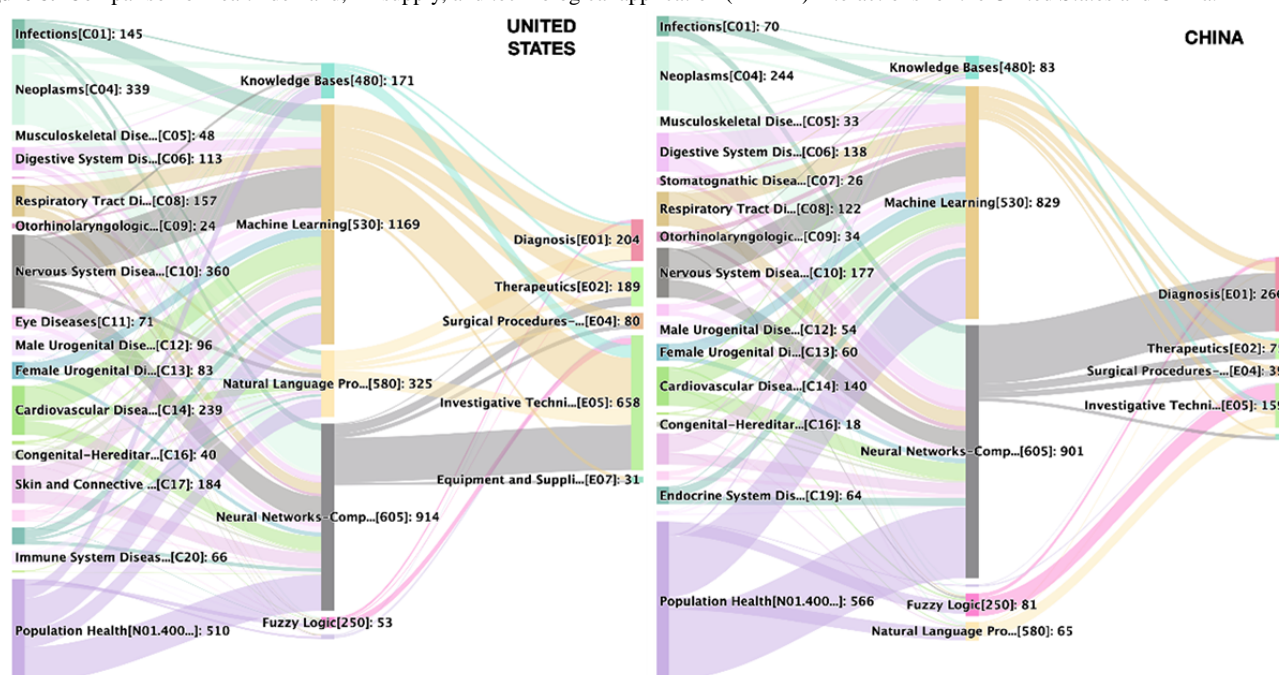 UNITED
STATES
Infections[C01]: 145
Knowledge Bases[480]: 171
Neoplasms[C04]: 339
Musculoskeletal Dise...[C05]: 48
Digestive System Dis...[C06]: 113
Respiratory Tract Di...[C08]: 157
Otorhinolaryngologic...[C09]: 24
Machine Learning[530]: 1169
Diagnosis[E01]: 204
Nervous System Disea...[C10]: 360
Therapeutics[E02]: 189
Eye Diseases[C11]: 71
Surgical Procedures-...[E04]: 80
Male Urogenital Dise...[C12]: 96
Female Urogenital Di...[C13]: 83
Natural Language Pro...[580]: 325
Investigative Techni...[E05]: 658
Cardiovascular Disea...[C14]: 239
Congenital-Hereditar...[C16]: 40
Equipment and Suppli...[E07]: 31
Skin and Connective ...[C17]: 184
Neural Networks-Comp...[605]: 914
Immune System Diseas...[C20]: 66
Fuzzy Logic[250]: 53
Population Health[N01.400...]: 510
CHINA
Infections[C01]: 70
Knowledge Bases[480]: 83
Neoplasms[C04]: 244
Musculoskeletal Dise...[C05]: 33
Digestive System Dis...[C06]: 138
Stomatognathic Disea...[C07]: 26
Machine Learning[530]: 829
Respiratory Tract Di...[C08]: 122
Otorhinolaryngologic...[C09]: 34
Nervous System Disea...[C10]: 177
Diagnosis[E01]:
Male Urogenital Dise...[C12]: 54
Therapeutics[E02]:
Female Urogenital Di...[C13]: 60
Surgical Procedures-...[E04]:
Cardiovascular Disea...[C14]: 140
Investigative Techni...[E05]:
Congenital-Hereditar...[C16]: 18
Neural Networks-Comp...[605]: 901
Endocrine System Dis...[C19]: 64
Population Health[N01.400...]: 566
Fuzzy Logic[250]: 81
Natural Language Pro...[580]: 65